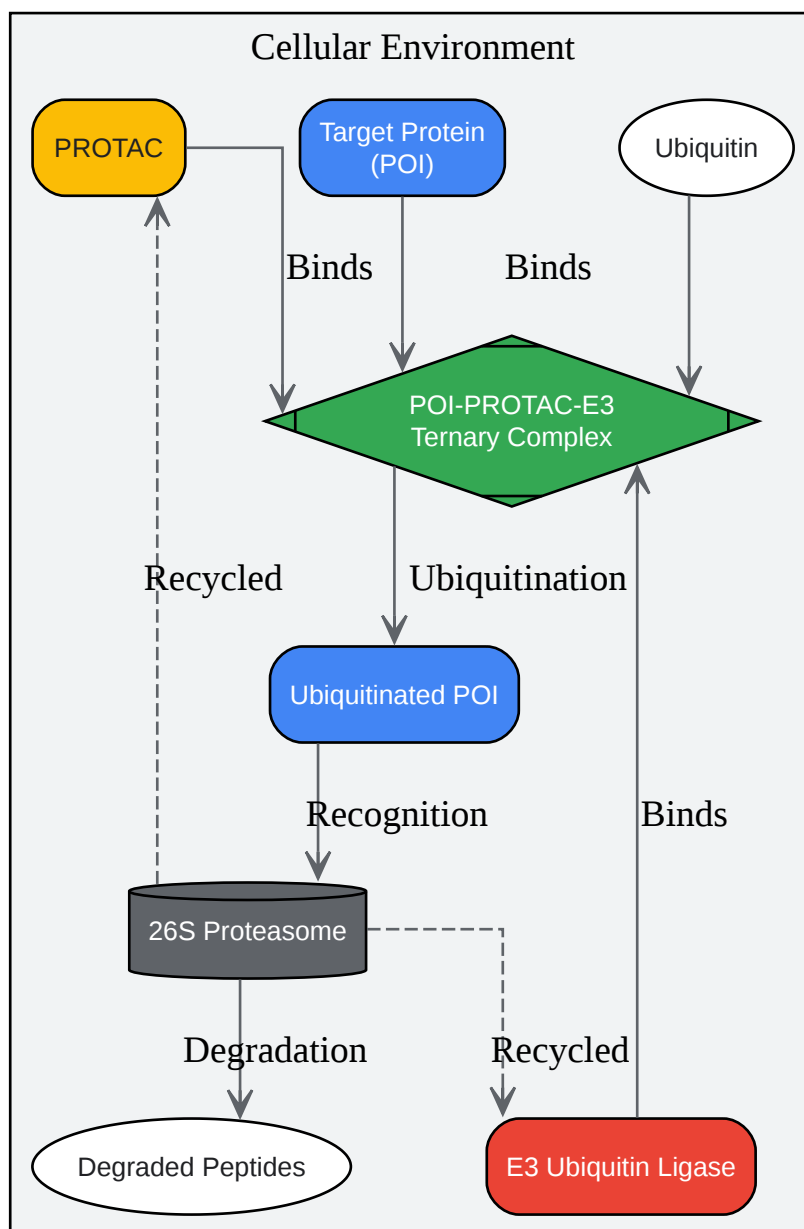 Cellular Environment
PROTAC
Target Protein
(POI)
Ubiquitin
Binds
Binds
POI-PROTAC-E3
Ternary Complex
Recycled
Ubiquitination
Ubiquitinated POI
Recognition
Binds
26S Proteasome
Degradation
Recycled
Degraded Peptides
E3 Ubiquitin Ligase